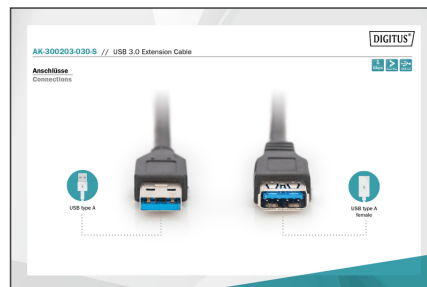 DIGITUS®
AK-300203-030-S // USB 3.0 Extension Cable
Anschlüsse
Connections
USB type A
USB type A
female